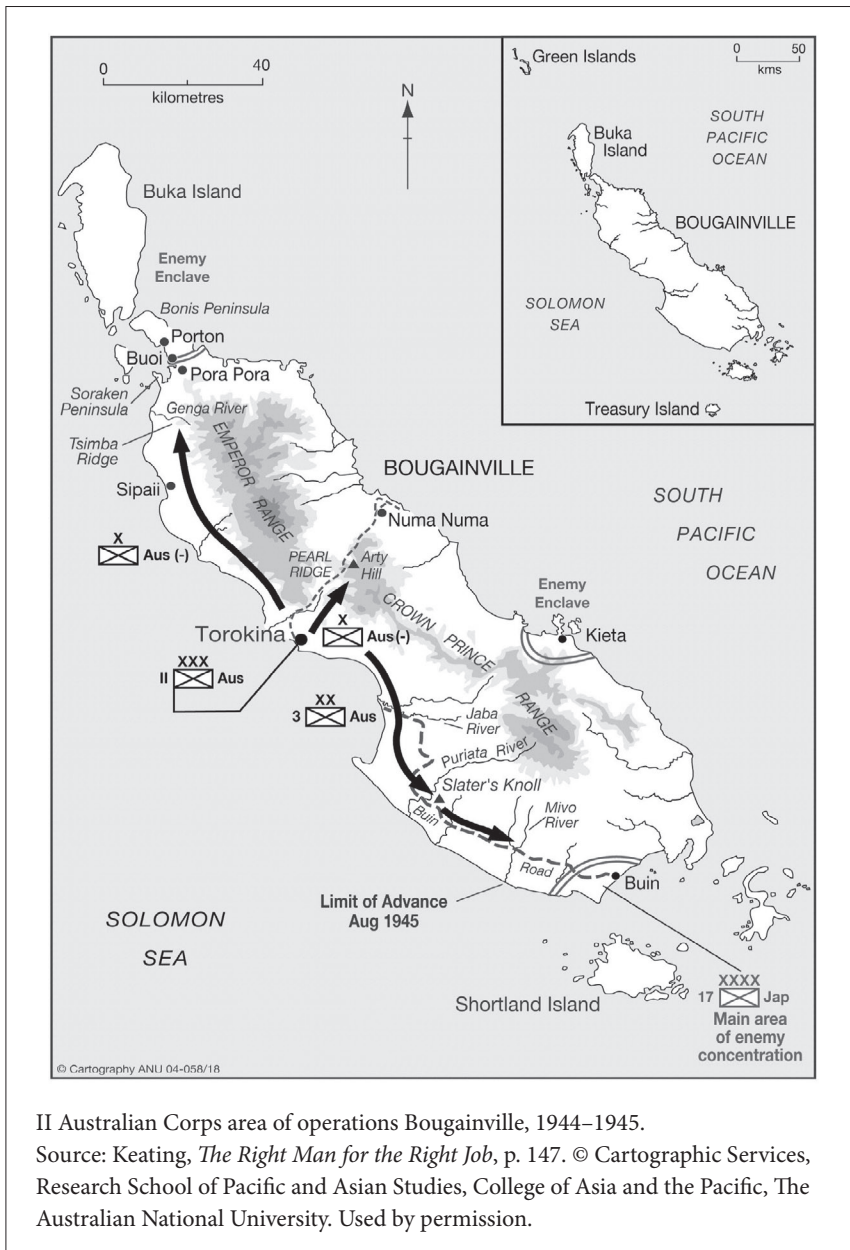 0 40
kilometres
N
Green Islands
0 50
kms
SOUTH
PACIFIC
OCEAN
Buka
Island
BOUGAINVILLE
SOLOMON
SEA
Treasury Island
Buka Island
Enemy
Enclave
Bonis Peninsula
Porton
Buoi
Pora Pora
Soraken
Peninsula
Genga River
Tsimba
Ridge
Sipaii
EMPEROR
RANGE
BOUGAINVILLE
SOUTH
PACIFIC
OCEAN
Numa Numa
PEARL
RIDGE
Arty
Hill
X
Aus (-)
Torokina
X
Aus (-)
CROWN PRINCE
RANGE
Enemy
Enclave
Kieta
XXX
II Aus
XX
3 Aus
Jaba
River
Puriata River
Slater's Knoll
Mivo
River
Buin
Road
Buin
Limit of Advance
Aug 1945
SOLOMON
SEA
Shortland Island
XXXX
17 Jap
Main area
of enemy
concentration
© Cartography ANU 04-058/18
II Australian Corps area of operations Bougainville, 1944–1945.
Source: Keating, The Right Man for the Right Job, p. 147. © Cartographic Services,
Research School of Pacific and Asian Studies, College of Asia and the Pacific, The
Australian National University. Used by permission.